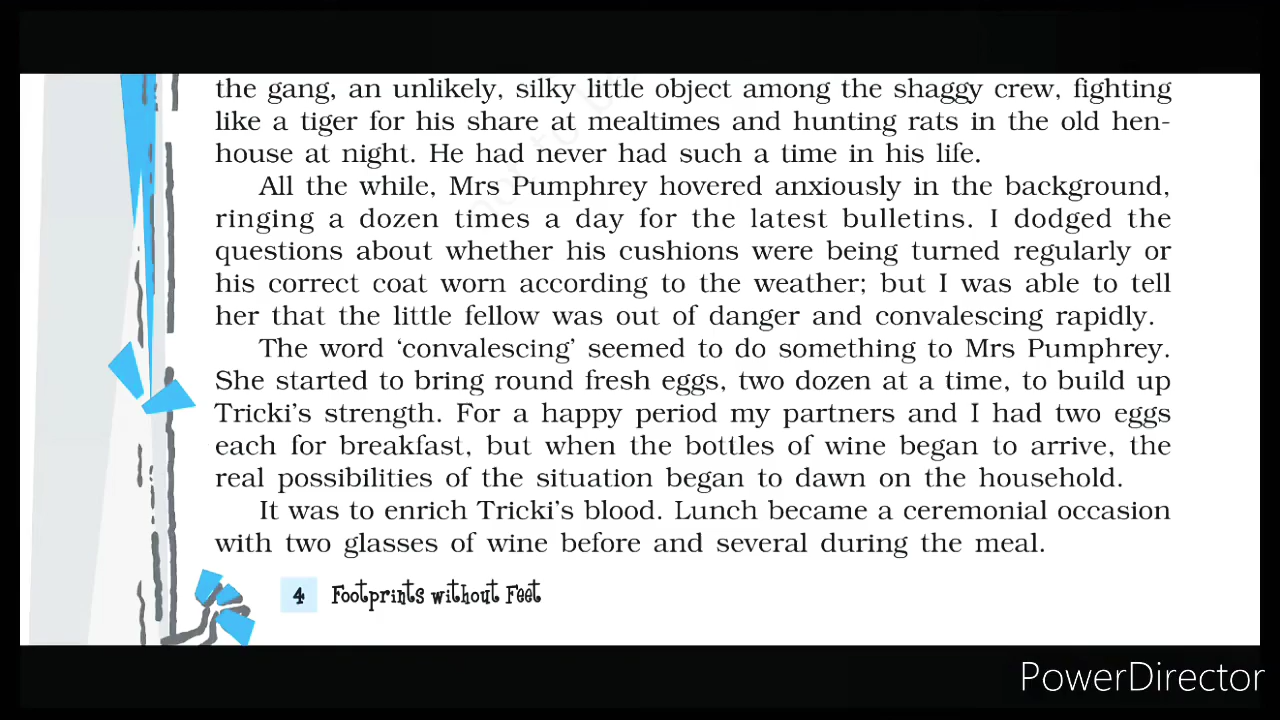 the gang, an unlikely, silky little object among the shaggy crew, fighting
like a tiger for his share at mealtimes and hunting rats in the old hen-
house at night. He had never had such a time in his life.
All the while, Mrs Pumphrey hovered anxiously in the background,
ringing a dozen times a day for the latest bulletins. I dodged the
questions about whether his cushions were being turned regularly or
his correct coat worn according to the weather; but I was able to tell
her that the little fellow was out of danger and convalescing rapidly.
The word ‘convalescing’ seemed to do something to Mrs Pumphrey.
She started to bring round fresh eggs, two dozen at a time, to build up
Tricki’s strength. For a happy period my partners and I had two eggs
each for breakfast, but when the bottles of wine began to arrive, the
real possibilities of the situation began to dawn on the household.
It was to enrich Tricki’s blood. Lunch became a ceremonial occasion
with two glasses of wine before and several during the meal.
4 Footprints without Feet
PowerDirector